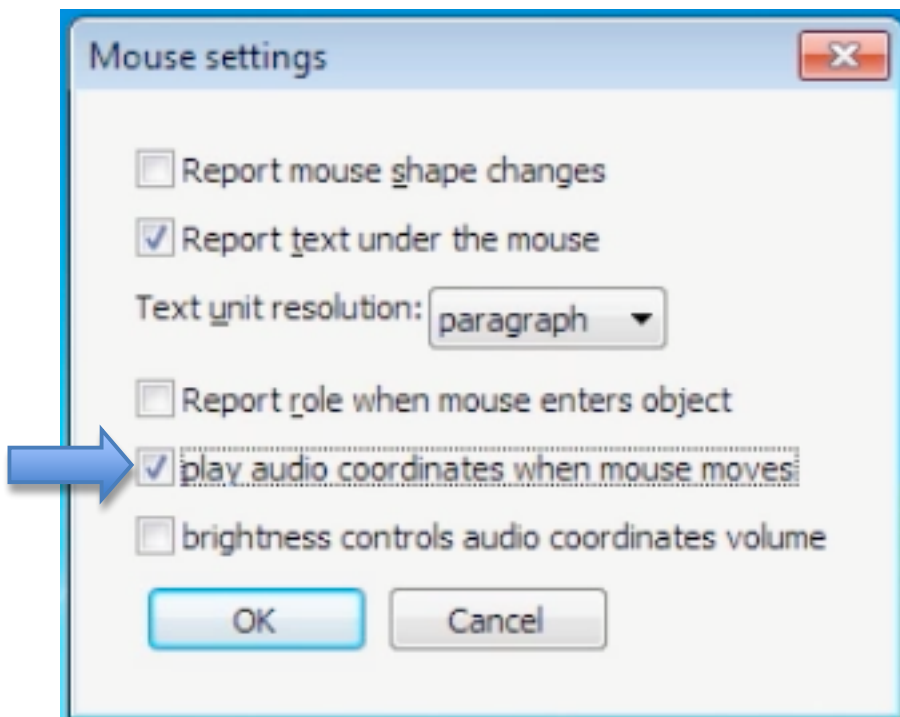 Mouse settings
Report mouse shape changes
Report text under the mouse
Text unit resolution: paragraph
Report role when mouse enters object
play audio coordinates when mouse moves
brightness controls audio coordinates volume
OK Cancel